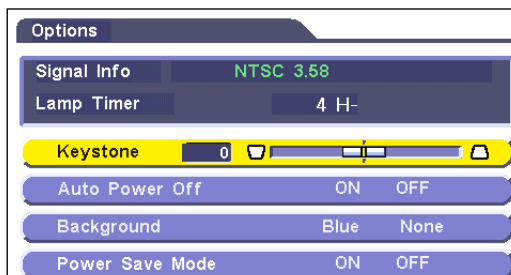 Options
Signal Info NTSC 3.58
Lamp Timer 4 H-
Keystone 0
Auto Power Off ON OFF
Background Blue None
Power Save Mode ON OFF